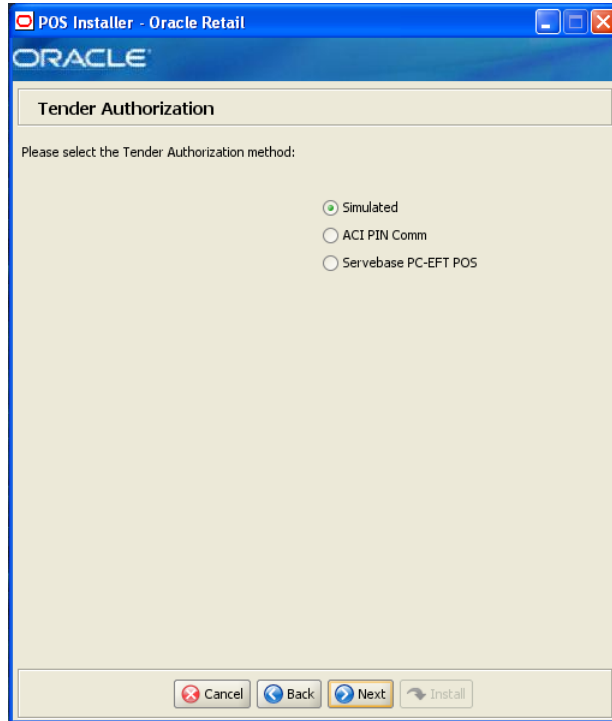 POS Installer - Oracle Retail
ORACLE
Tender Authorization
Please select the Tender Authorization method:
Simulated
ACI PIN Comm
Servebase PC-EFT POS
Cancel
Back
Next
Install